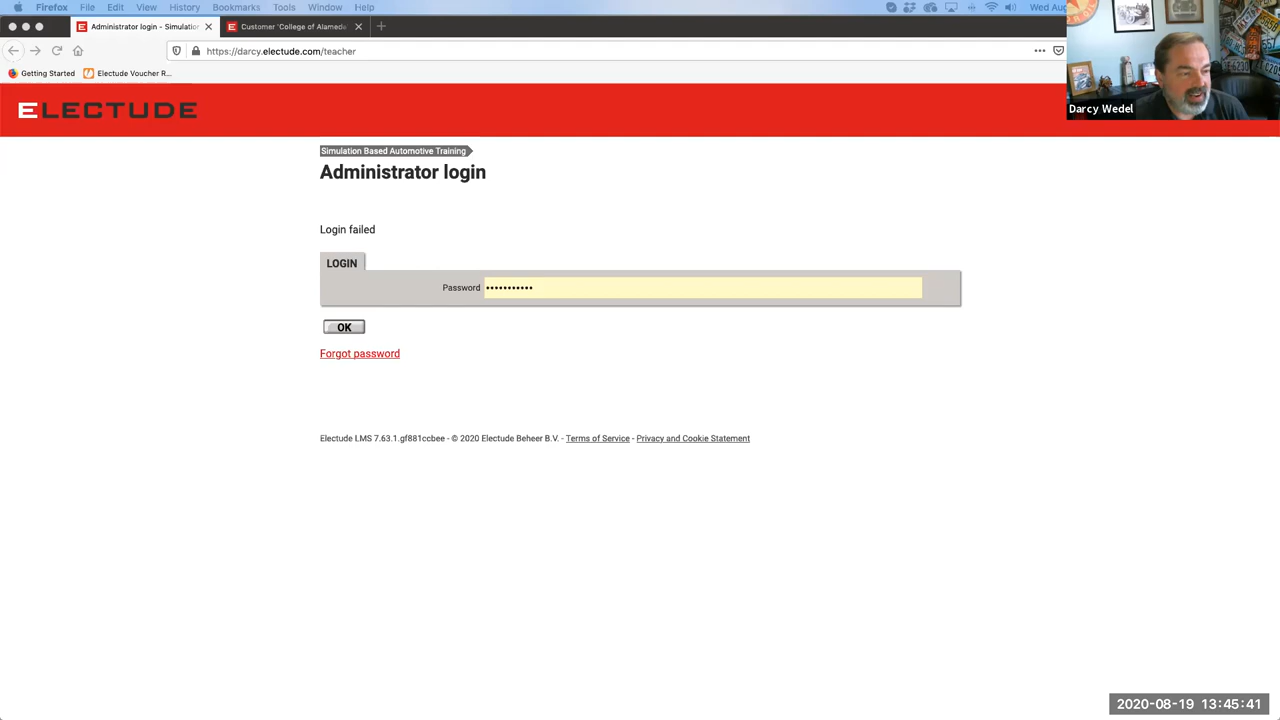 Firefox File Edit View History Bookmarks Tools Window Help Wed Aug
Administrator login - Simulatio
Customer 'College of Alameda
https://darcy.electude.com/teacher
Getting Started
Electude Voucher R...
ELECTUDE
Darcy Wedel
Simulation Based Automotive Training
Administrator login
Login failed
LOGIN
Password •••••••••••
OK
Forgot password
Electude LMS 7.63.1.gf881ccbee - © 2020 Electude Beheer B.V. - Terms of Service - Privacy and Cookie Statement
2020-08-19 13:45:41